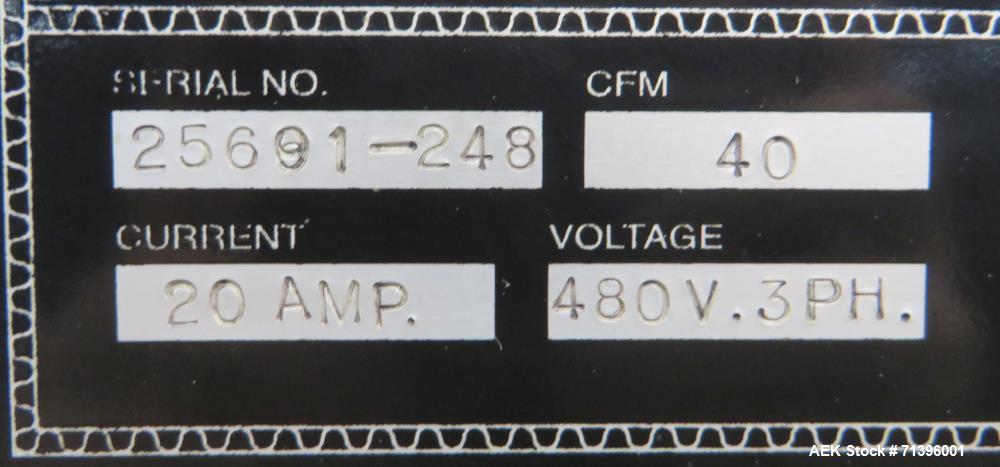 SERIAL NO. CFM
25691-248 40
CURRENT VOLTAGE
20 AMP. 480V.3PH.
AEK Stock # 71396001